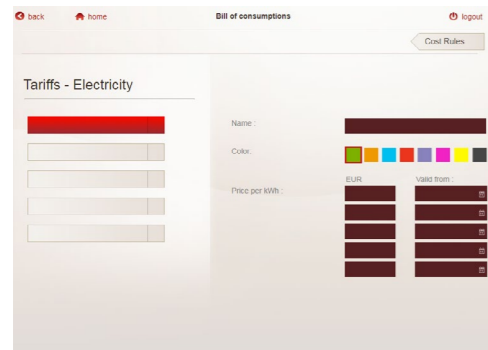 back home Bill of consumptions logout
Cost Rules
Tariffs - Electricity
Name :
Color.
EUR Valid from :
Price per kWh :